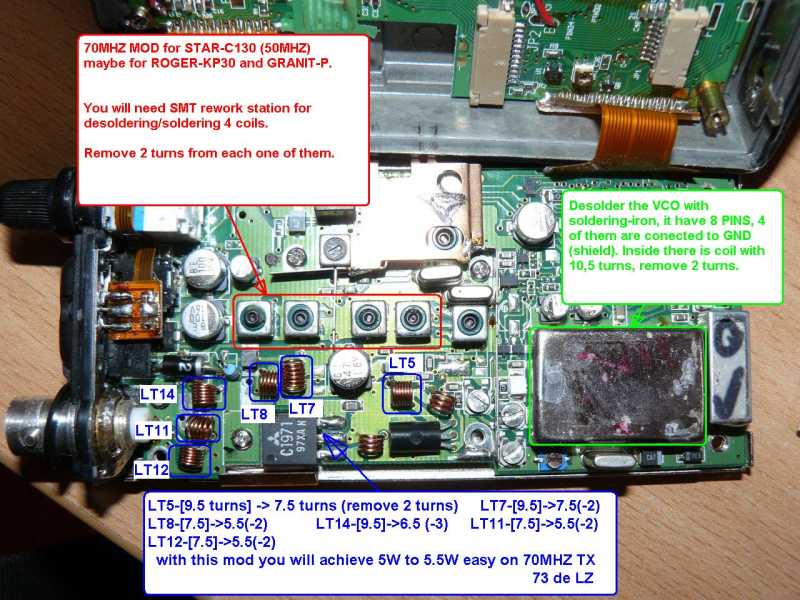 70MHZ MOD for STAR-C130 (50MHZ)
maybe for ROGER-KP30 and GRANIT-P.
You will need SMT rework station for
desoldering/soldering 4 coils.
Remove 2 turns from each one of them.
JP2
Desolder the VCO with
soldering-iron, it have 8 PINS, 4
of them are conected to GND
(shield). Inside there is coil with
10,5 turns, remove 2 turns.
LT14
LT8
LT7
LT5
LT11
LT12
C1971
97XA N
LT5-[9.5 turns] -> 7.5 turns (remove 2 turns) LT7-[9.5]->7.5(-2)
LT8-[7.5]->5.5(-2) LT14-[9.5]->6.5 (-3) LT11-[7.5]->5.5(-2)
LT12-[7.5]->5.5(-2)
with this mod you will achieve 5W to 5.5W easy on 70MHZ TX
73 de LZ